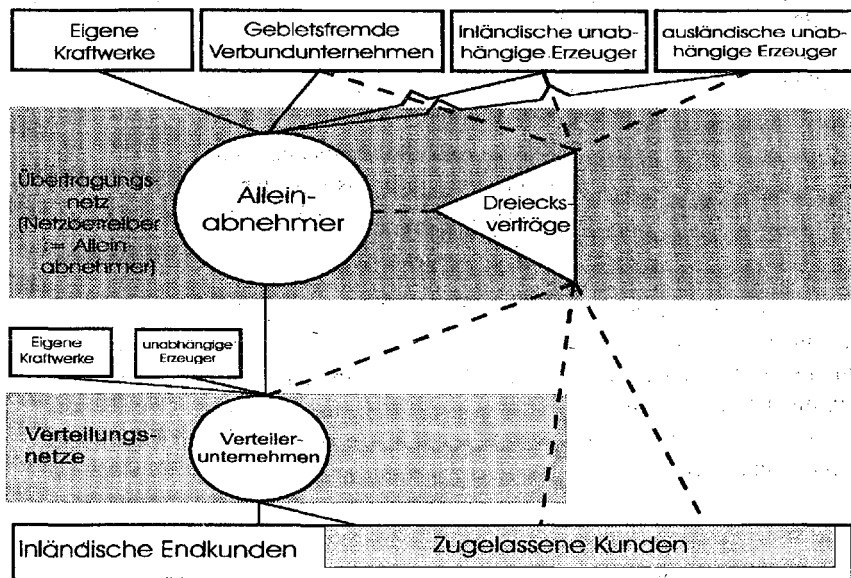 Eigene
Kraftwerke
Gebietsfremde
Verbundunternehmen
Inländische unab-
hängige Erzeuger
ausländische unab-
hängige Erzeuger
Übertragungs-
netz
(Netzbetreiber
= Allein-
abnehmer)
Allein-
abnehmer
Dreiecks-
verträge
Eigene
Kraftwerke
unabhängige
Erzeuger
Verteilungs-
netze
Verteiler-
unternehmen
Inländische Endkunden
Zugelassene Kunden